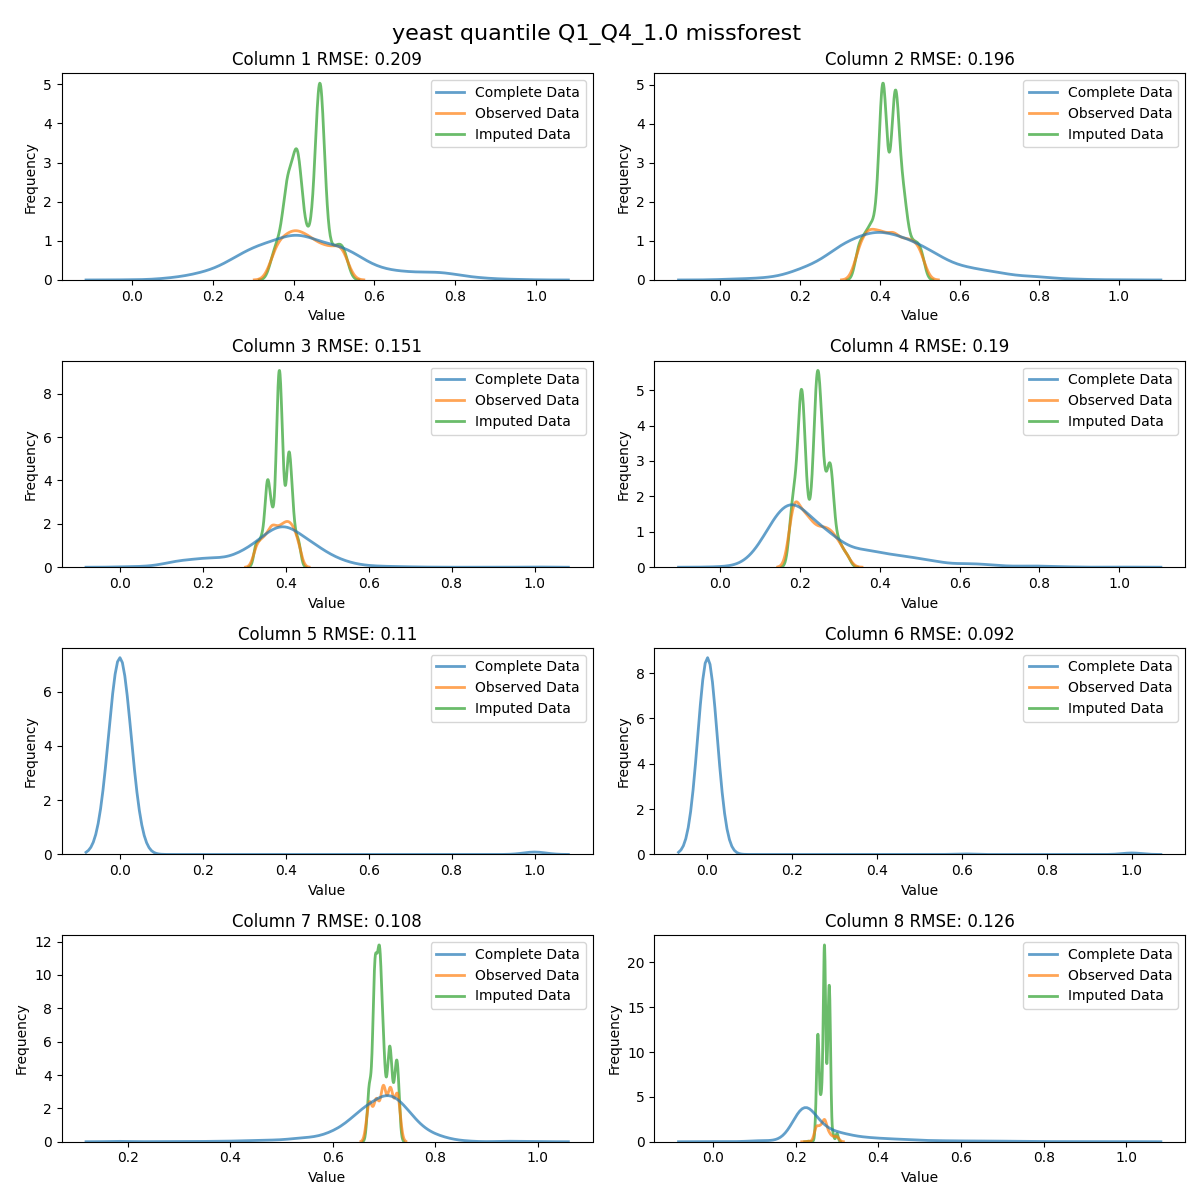 yeast quantile Q1_Q4_1.0 missforest
Column 1 RMSE: 0.209
Frequency
5
4
3
2
1
0
0.0 0.2 0.4 0.6 0.8 1.0
Value
Complete Data
Observed Data
Imputed Data
Column 2 RMSE: 0.196
Frequency
5
4
3
2
1
0
0.0 0.2 0.4 0.6 0.8 1.0
Value
Complete Data
Observed Data
Imputed Data
Column 3 RMSE: 0.151
Frequency
8
6
4
2
0
0.0 0.2 0.4 0.6 0.8 1.0
Value
Complete Data
Observed Data
Imputed Data
Column 4 RMSE: 0.19
Frequency
5
4
3
2
1
0
0.0 0.2 0.4 0.6 0.8 1.0
Value
Complete Data
Observed Data
Imputed Data
Column 5 RMSE: 0.11
Frequency
6
4
2
0
0.0 0.2 0.4 0.6 0.8 1.0
Value
Complete Data
Observed Data
Imputed Data
Column 6 RMSE: 0.092
Frequency
8
6
4
2
0
0.0 0.2 0.4 0.6 0.8 1.0
Value
Complete Data
Observed Data
Imputed Data
Column 7 RMSE: 0.108
Frequency
12
10
8
6
4
2
0
0.2 0.4 0.6 0.8 1.0
Value
Complete Data
Observed Data
Imputed Data
Column 8 RMSE: 0.126
Frequency
20
15
10
5
0
0.0 0.2 0.4 0.6 0.8 1.0
Value
Complete Data
Observed Data
Imputed Data